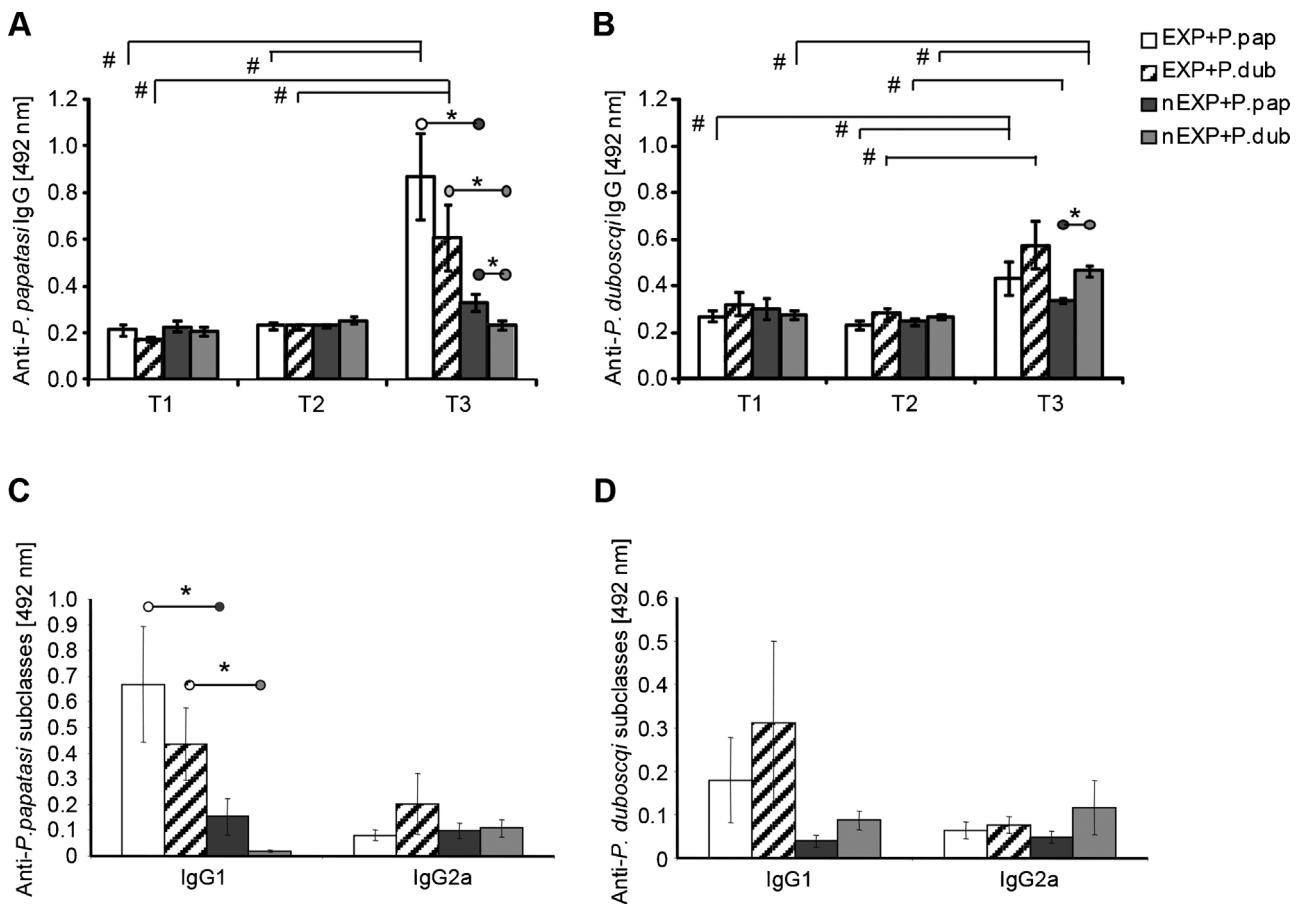 A
B
EXP+P.pap
EXP+P.dub
nEXP+P.pap
nEXP+P.dub
# # # #
Anti-P. papatasi IgG [492 nm]
1.2
1.0
0.8
0.6
0.4
0.2
0.0
* * *
T1 T2 T3
# # # # # #
Anti-P. duboscqi IgG [492 nm]
1.2
1.0
0.8
0.6
0.4
0.2
0.0
*
T1 T2 T3
C
D
Anti-P.papatasi subclasses [492 nm]
1.0
0.9
0.8
0.7
0.6
0.5
0.4
0.3
0.2
0.1
0
* *
IgG1 IgG2a
Anti-P. duboscqi subclasses [492 nm]
0.6
0.5
0.4
0.3
0.2
0.1
0
IgG1 IgG2a